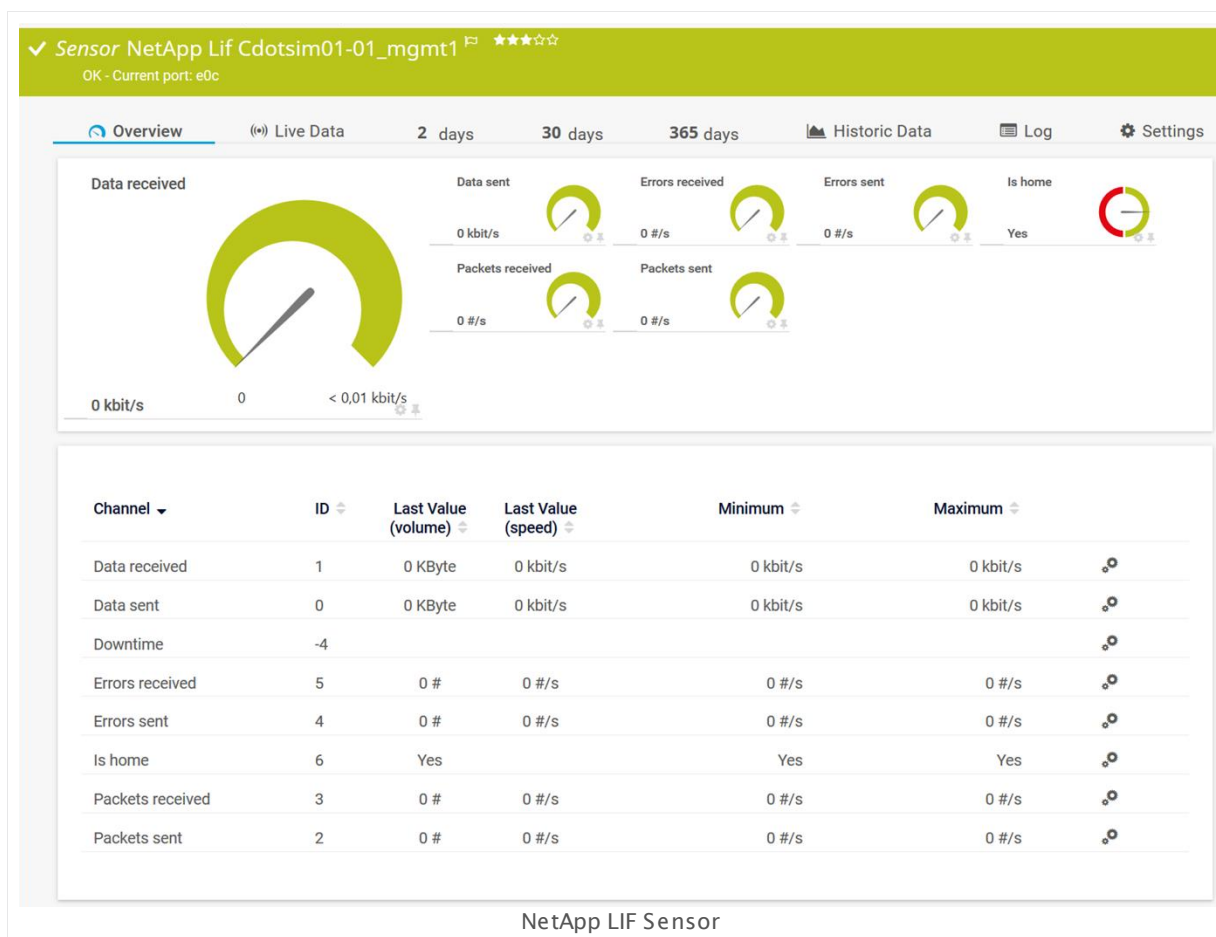 Sensor NetApp Lif Cdotsim01-01_mgmt1
OK - Current port: e0c
Overview
Live Data
2 days
30 days
365 days
Historic Data
Log
Settings
Data received
0 kbit/s
0
< 0,01 kbit/s
Data sent
0 kbit/s
Errors received
0 #/s
Errors sent
0 #/s
Is home
Yes
Packets received
0 #/s
Packets sent
0 #/s
Channel ID Last Value (volume) Last Value (speed) Minimum Maximum
Data received 1 0 KByte 0 kbit/s 0 kbit/s 0 kbit/s
Data sent 0 0 KByte 0 kbit/s 0 kbit/s 0 kbit/s
Downtime -4
Errors received 5 0 # 0 #/s 0 #/s 0 #/s
Errors sent 4 0 # 0 #/s 0 #/s 0 #/s
Is home 6 Yes Yes Yes
Packets received 3 0 # 0 #/s 0 #/s 0 #/s
Packets sent 2 0 # 0 #/s 0 #/s 0 #/s
NetApp LIF Sensor